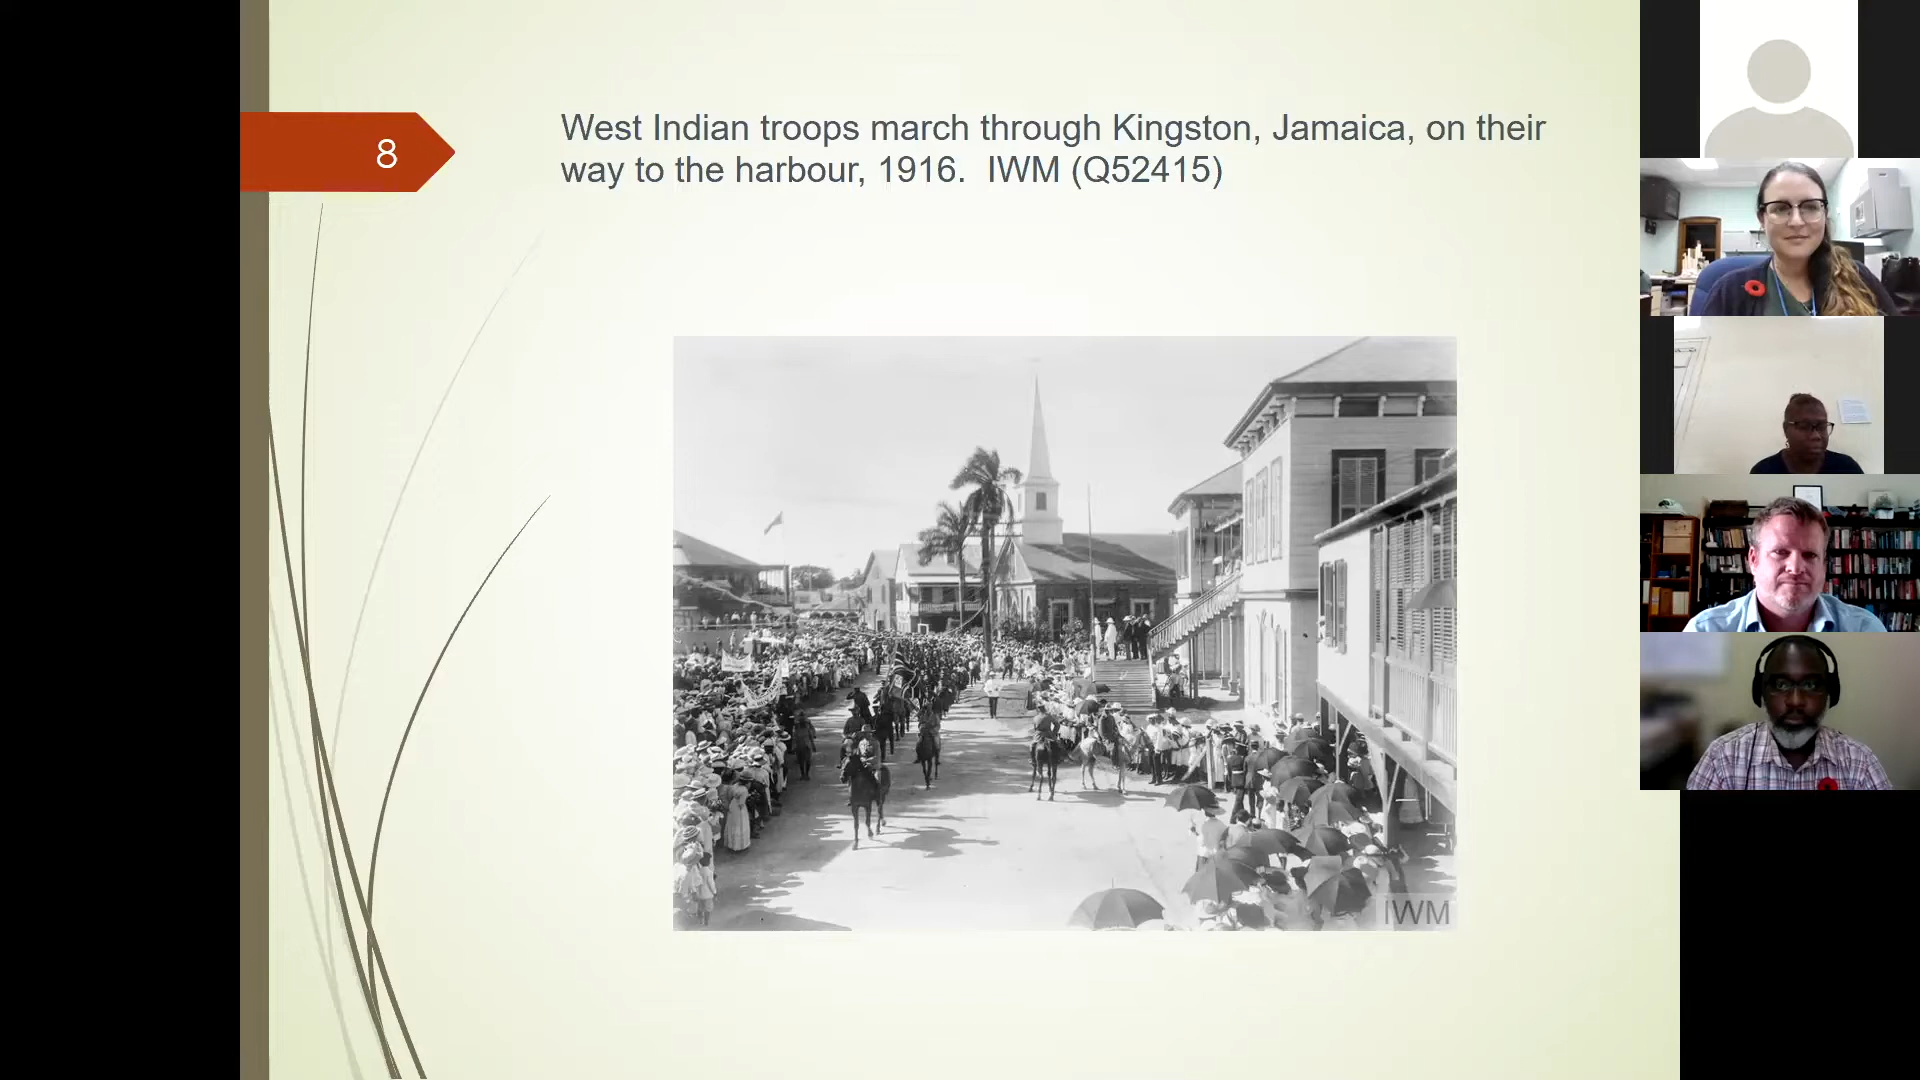 8
West Indian troops march through Kingston, Jamaica, on their
way to the harbour, 1916.  IWM (Q52415)
IWM